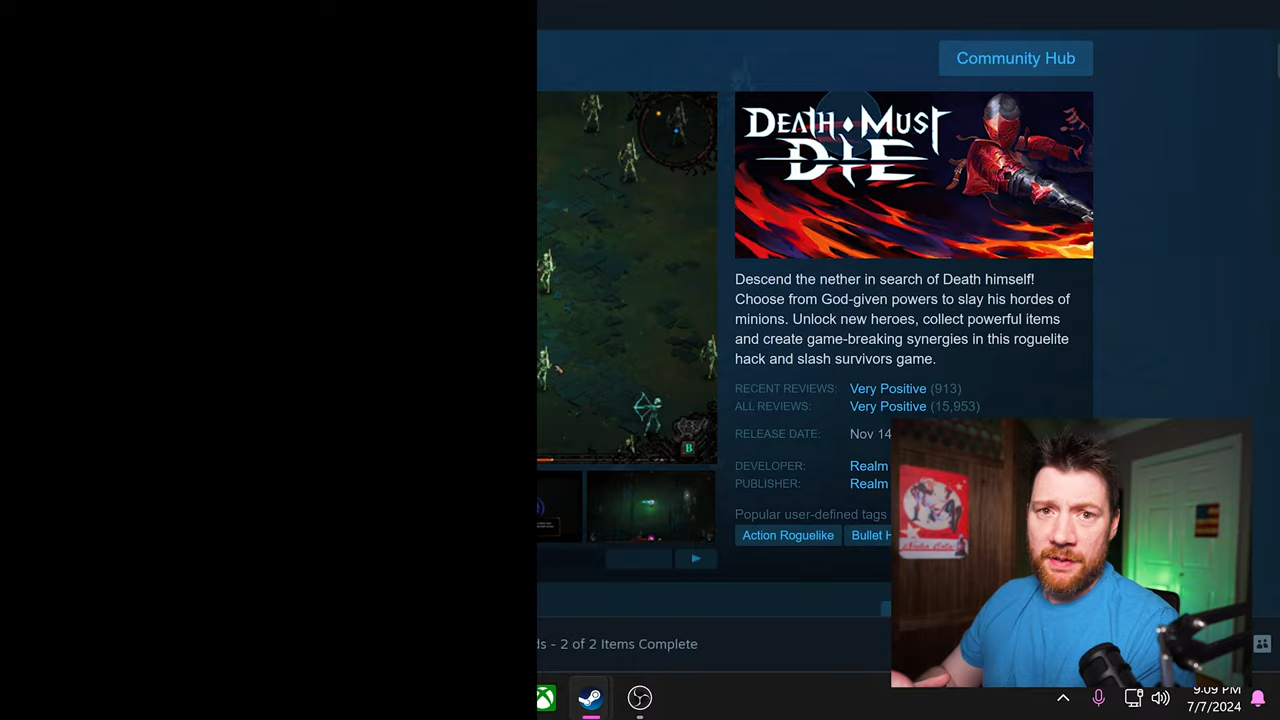 Community Hub
DEATH MUST
DIE
Descend the nether in search of Death himself!
Choose from God-given powers to slay his hordes of
minions. Unlock new heroes, collect powerful items
and create game-breaking synergies in this roguelite
hack and slash survivors game.
RECENT REVIEWS: Very Positive (913)
ALL REVIEWS: Very Positive (15,953)
RELEASE DATE: Nov 14
DEVELOPER: Realm
PUBLISHER: Realm
Popular user-defined tags
Action Roguelike Bullet H
B
ds - 2 of 2 Items Complete
Nuka Cola
9:09 PM
7/7/2024